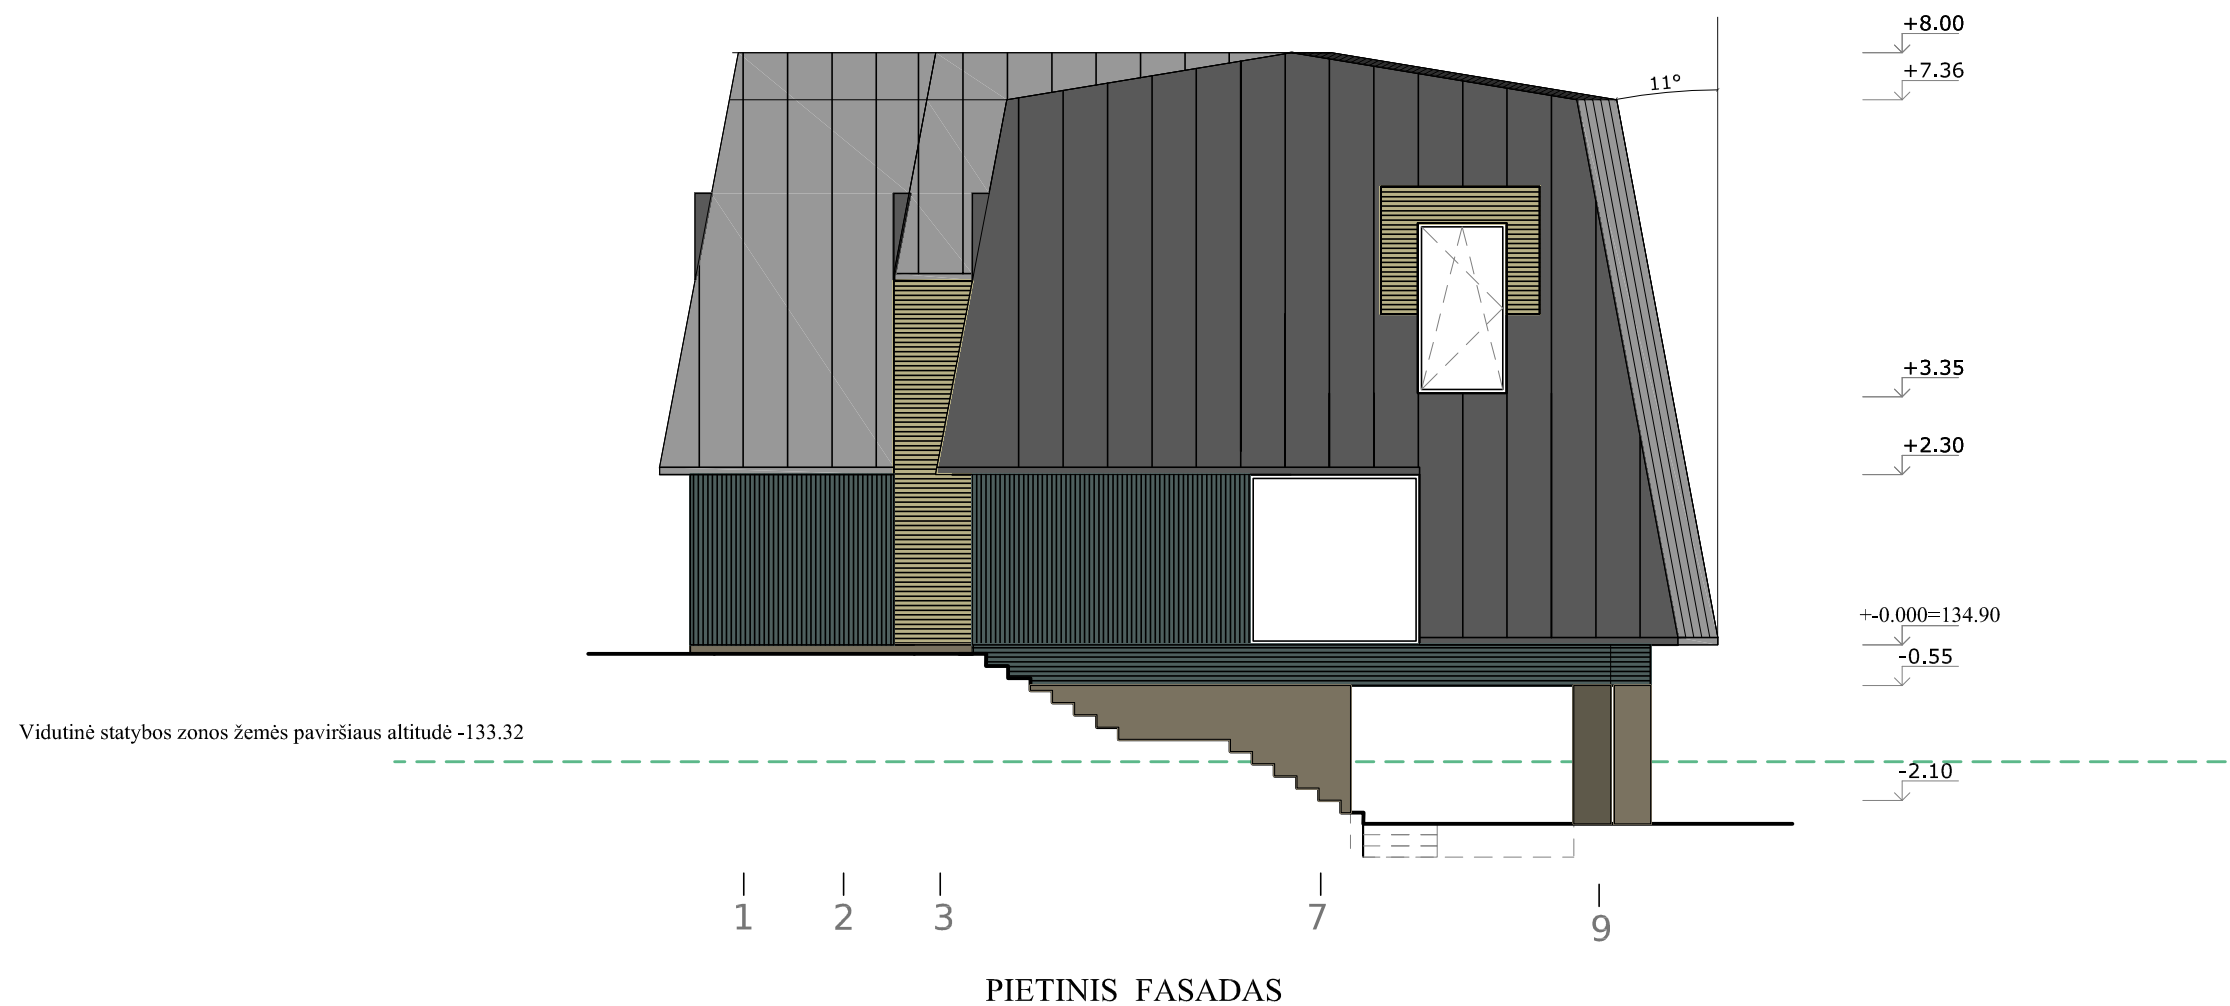 +8.00
+7.36
11°
+3.35
+2.30
+-0.000=134.90
-0.55
Vidutinė statybos zonos žemės paviršiaus altitudė -133.32
-2.10
1 2 3 7 9
PIETINIS FASADAS